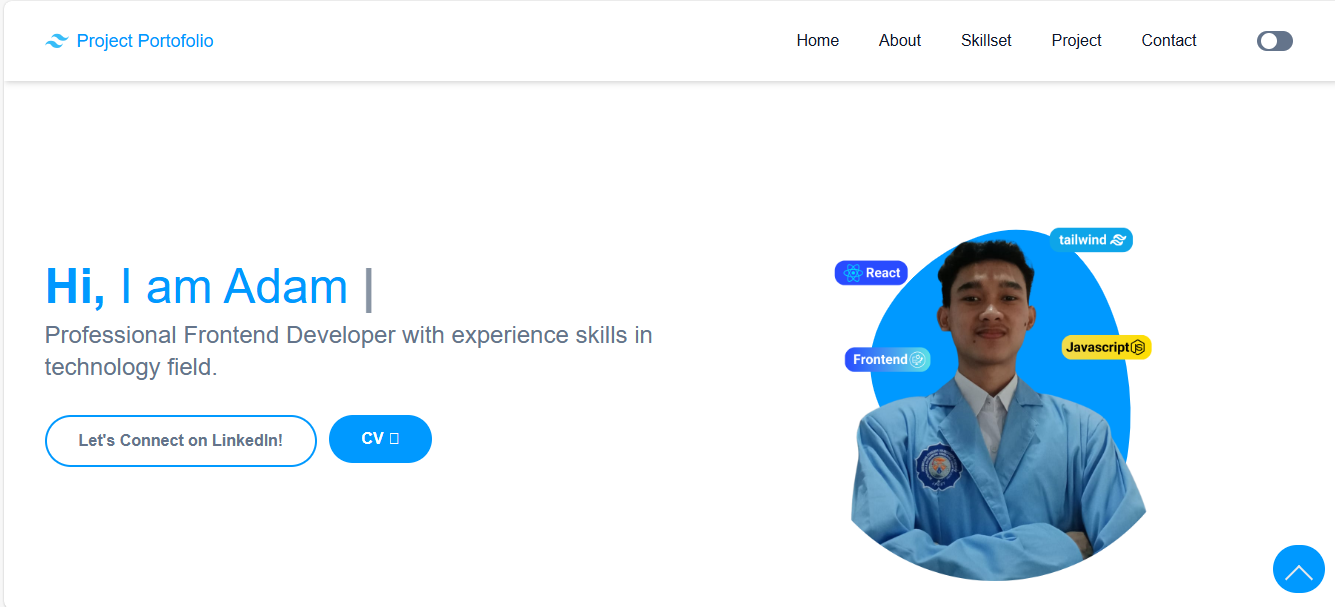 Project Portofolio
Home
About
Skillset
Project
Contact
Hi, I am Adam |
Professional Frontend Developer with experience skills in
technology field.
Let's Connect on LinkedIn!
CV
tailwind
React
Javascript
Frontend